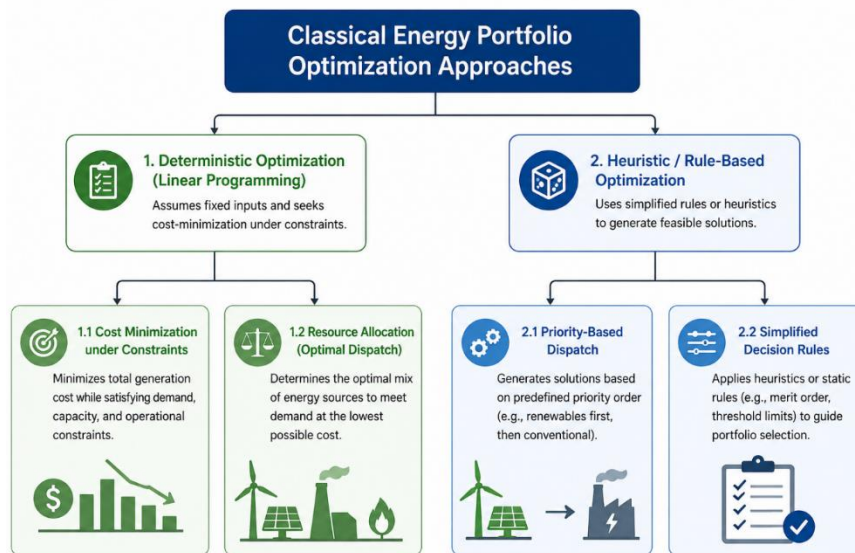 Classical Energy Portfolio
Optimization Approaches
1. Deterministic Optimization
(Linear Programming)
Assumes fixed inputs and seeks
cost-minimization under constraints.
2. Heuristic / Rule-Based
Optimization
Uses simplified rules or heuristics
to generate feasible solutions.
1.1 Cost Minimization
under Constraints
Minimizes total generation
cost while satisfying demand,
capacity, and operational
constraints.
$
1.2 Resource Allocation
(Optimal Dispatch)
Determines the optimal mix
of energy sources to meet
demand at the lowest
possible cost.
2.1 Priority-Based
Dispatch
Generates solutions based
on predefined priority order
(e.g., renewables first,
then conventional).
2.2 Simplified
Decision Rules
Applies heuristics or static
rules (e.g., merit order,
threshold limits) to guide
portfolio selection.